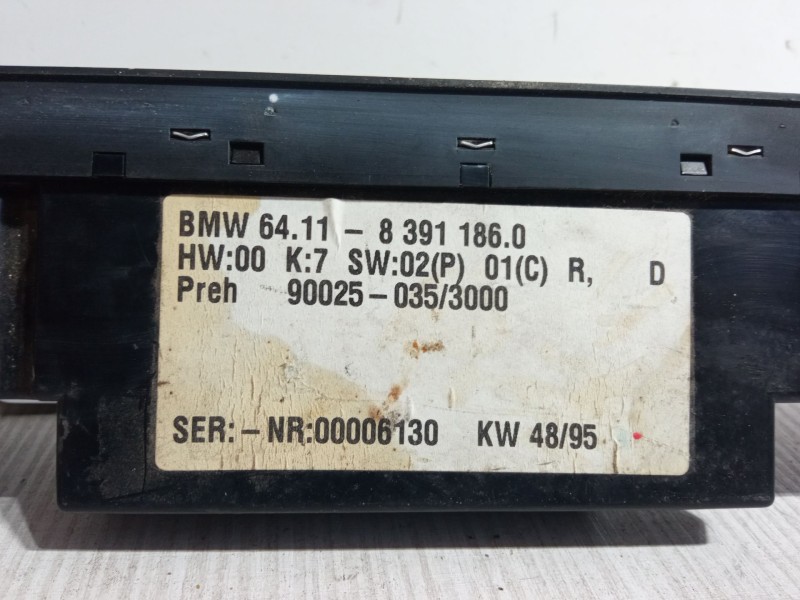 BMW 64.11 - 8 391 186.0
HW:00 K:7 SW:02(P) 01(C) R, D
Preh 90025-035/3000
SER:-NR:00006130 KW 48/95